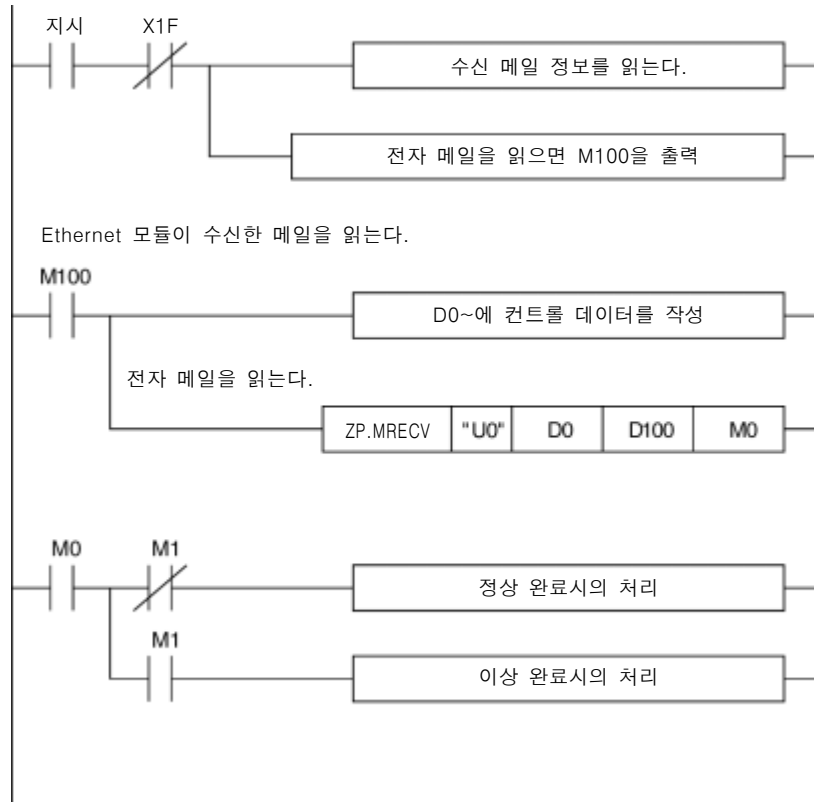 지시 X1F
수신 메일 정보를 읽는다.
전자 메일을 읽으면 M100을 출력
Ethernet 모듈이 수신한 메일을 읽는다.
M100
D0~에 컨트롤 데이터를 작성
전자 메일을 읽는다.
ZP.MRECV "U0" D0 D100 M0
M0 M1
정상 완료시의 처리
M1
이상 완료시의 처리